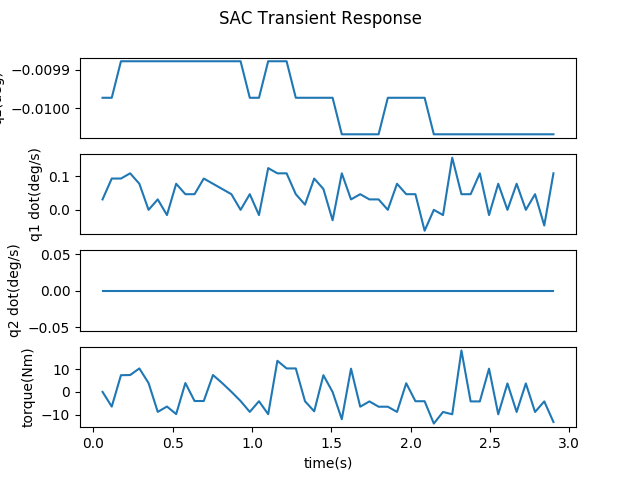 SAC Transient Response
−0.0099
−0.0100
q1 dot(deg/s)
0.1
0.0
q2 dot(deg/s)
0.05
0.00
−0.05
torque(Nm)
10
0
−10
0.0 0.5 1.0 1.5 2.0 2.5 3.0
time(s)